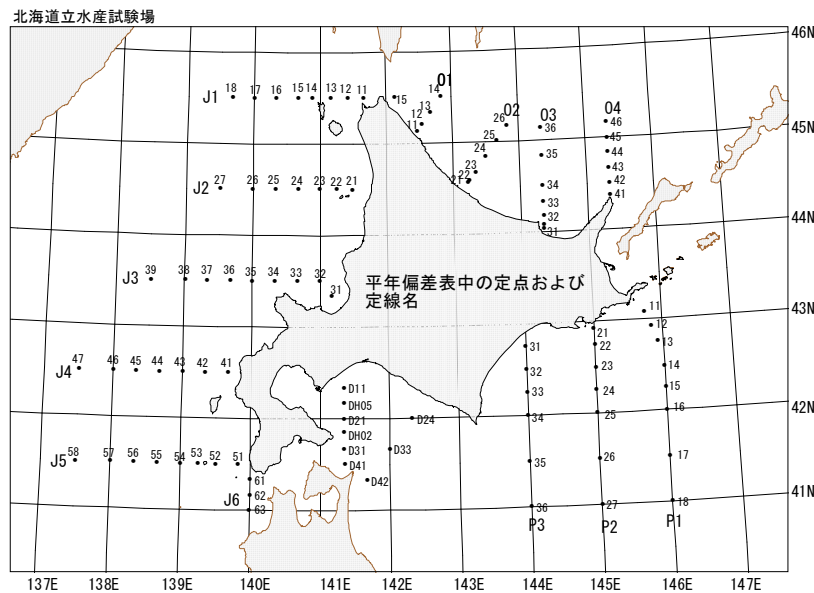 北海道立水産試験場
46N
O1
J1 18 17 16 15 14 13 12 11 15 14
13
12
11
O2 O3 O4
26 36 46
25 45
24 35 44
23 43
22 34 42
21 33 41
32
31
45N
J2 27 26 25 24 23 22 21
44N
J3 39 38 37 36 35 34 33 32
31
平年偏差表中の定点および
定線名
43N
11
12
13
14
15
16
17
18
P1
21
22
23
24
25
26
27
P2
31
32
33
34
35
36
P3
J4 47 46 45 44 43 42 41
D11
DH05
D21 D24
DH02
D31 D33
D41 D42
42N
J5 58 57 56 55 54 53 52 51
61
J6 62
63
41N
137E 138E 139E 140E 141E 142E 143E 144E 145E 146E 147E